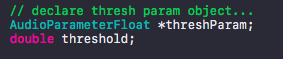 // declare thresh param object...
AudioParameterFloat *threshParam;
double threshold;